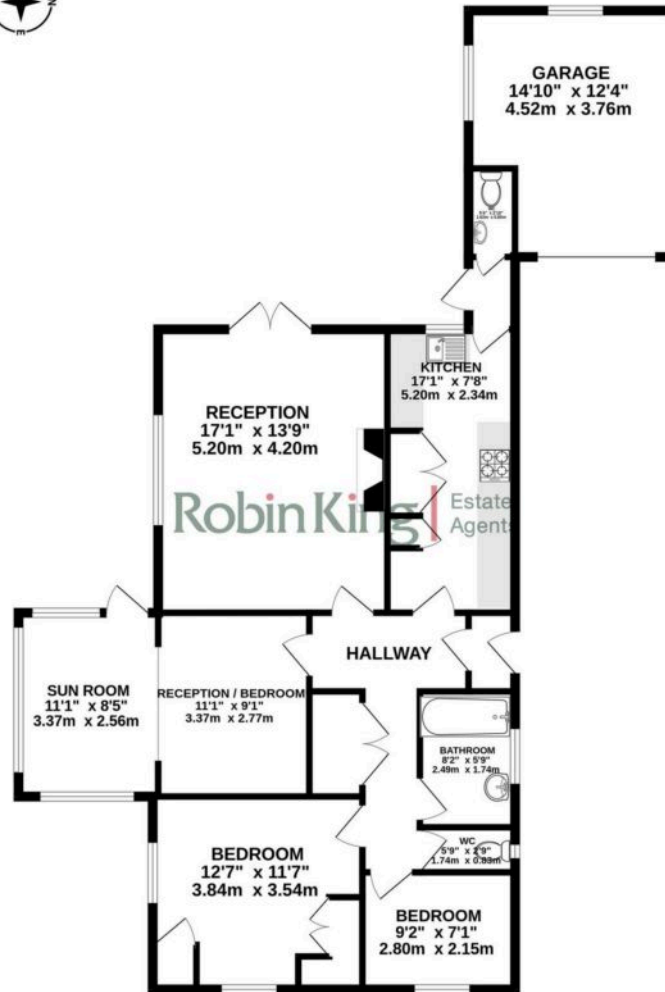 N
E
GARAGE
14'10" x 12'4"
4.52m x 3.76m
KITCHEN
17'1" x 7'8"
5.20m x 2.34m
RECEPTION
17'1" x 13'9"
5.20m x 4.20m
Robin King
Estate
Agents
HALLWAY
SUN ROOM
11'1" x 8'5"
3.37m x 2.56m
RECEPTION / BEDROOM
11'1" x 9'1"
3.37m x 2.77m
BATHROOM
8'2" x 5'9"
2.49m x 1.74m
WC
5'9" x 2'9"
1.74m x 0.83m
BEDROOM
12'7" x 11'7"
3.84m x 3.54m
BEDROOM
9'2" x 7'1"
2.80m x 2.15m